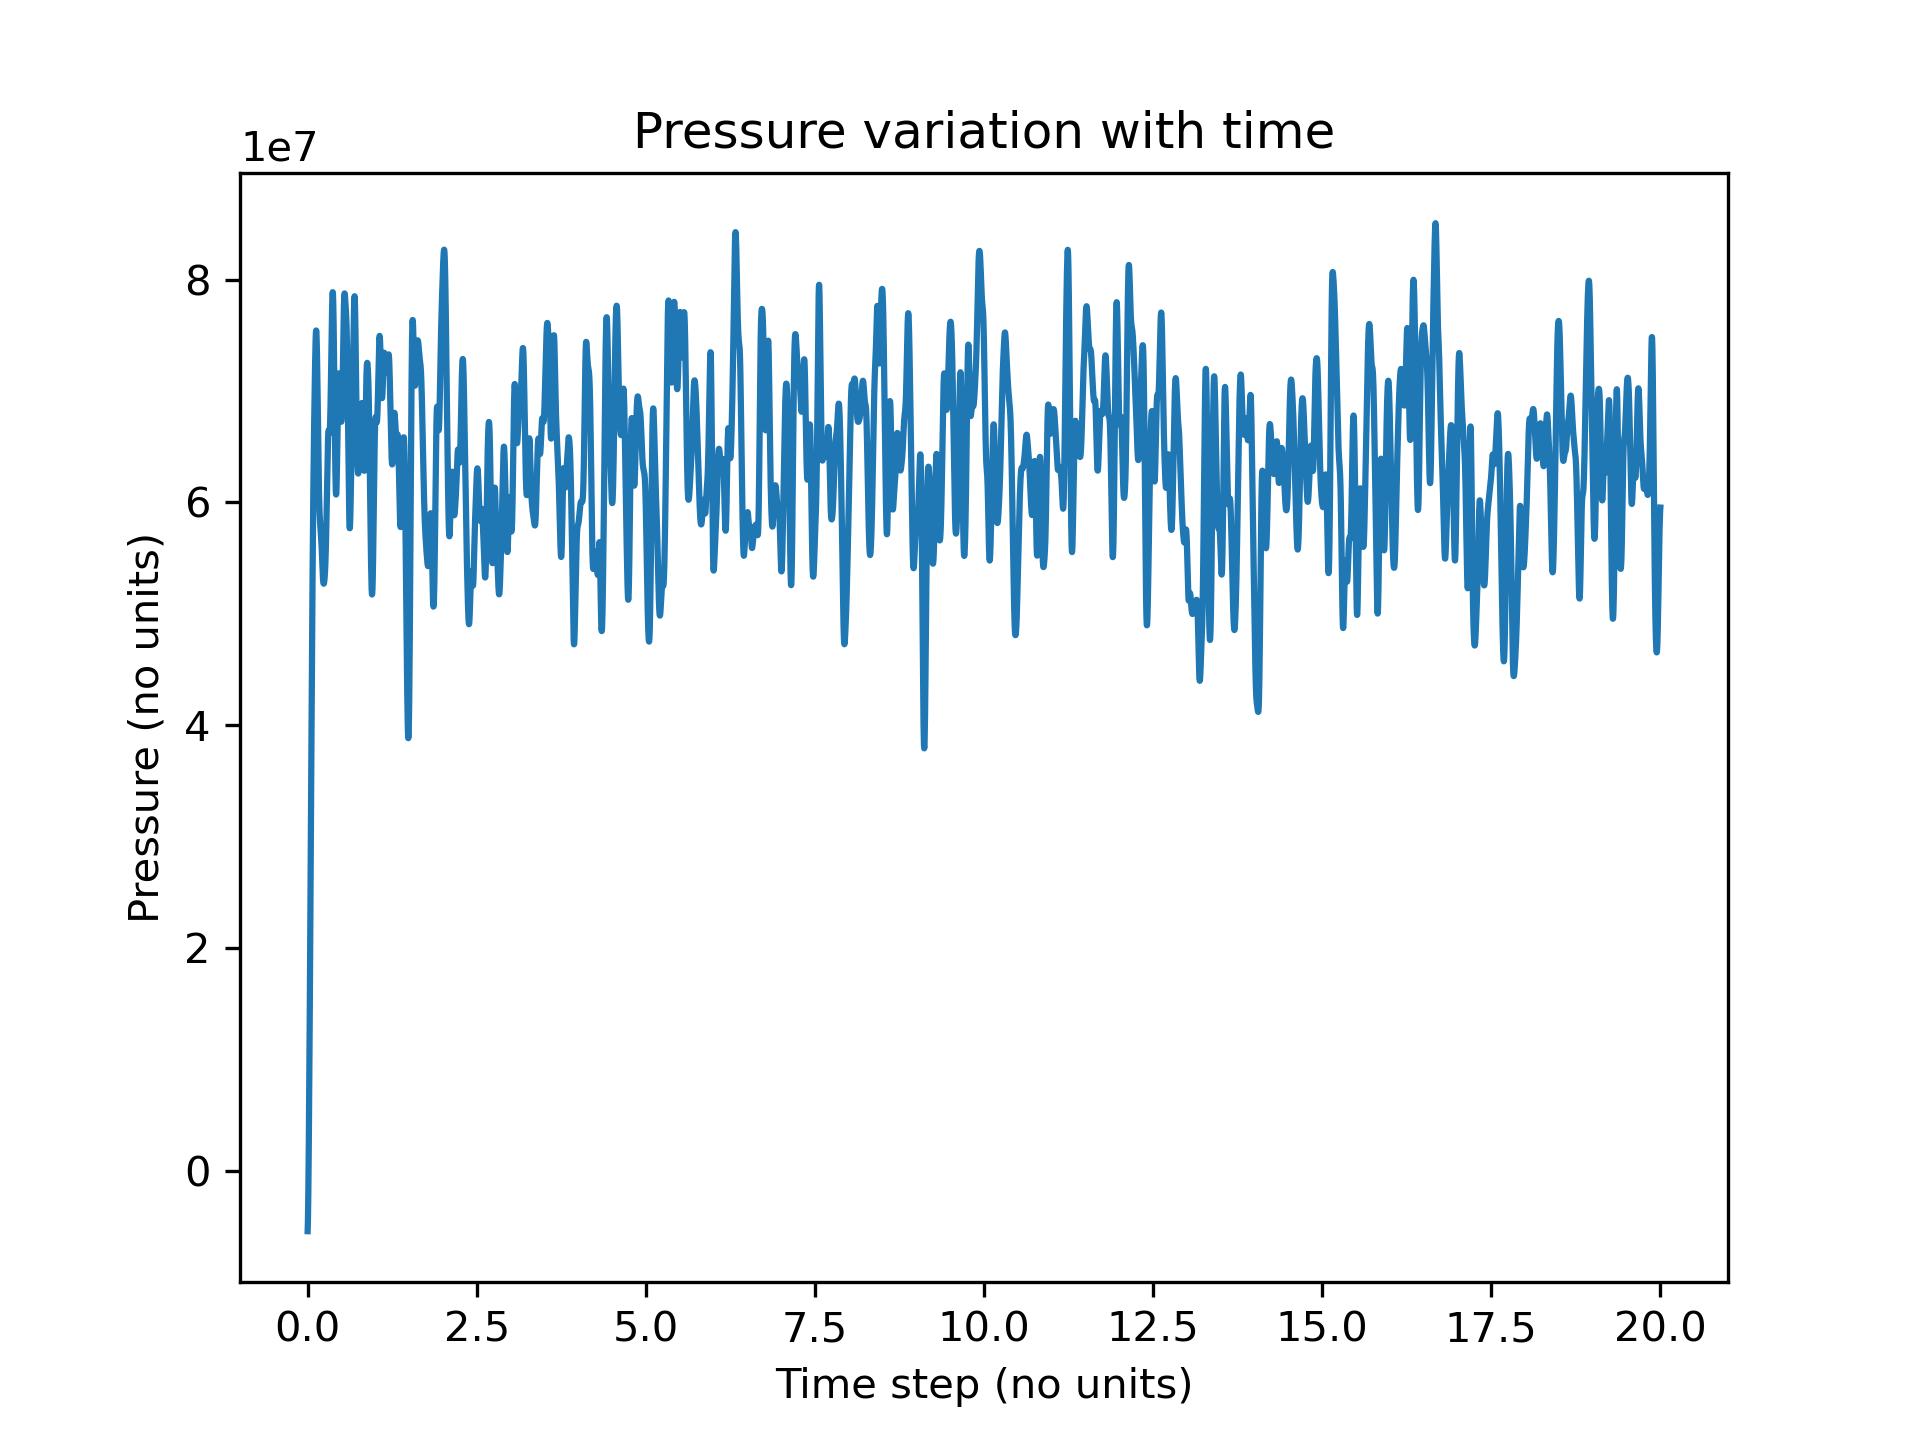 Pressure variation with time
1e7
8
6
4
2
0
Pressure (no units)
0.0 2.5 5.0 7.5 10.0 12.5 15.0 17.5 20.0
Time step (no units)